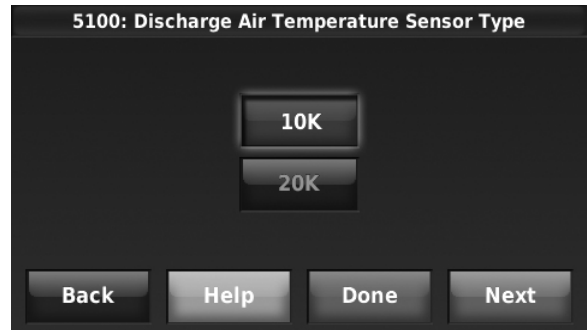 5100: Discharge Air Temperature Sensor Type
10K
20K
Back Help Done Next